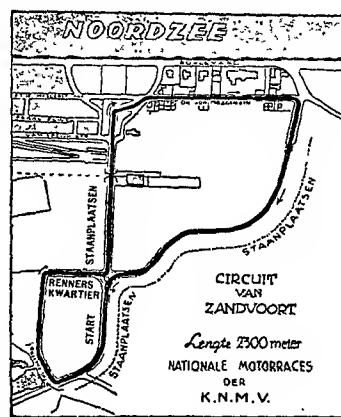 NOORDZEE
STAANPLAATSEN
STAANPLAATSEN
RENNERS
KWARTIER
START
STAANPLAATSEN
CIRCUIT
VAN
ZANDVOORT
Lengte 2300 meter
NATIONALE MOTORRACES
DER
K.N.M.V.